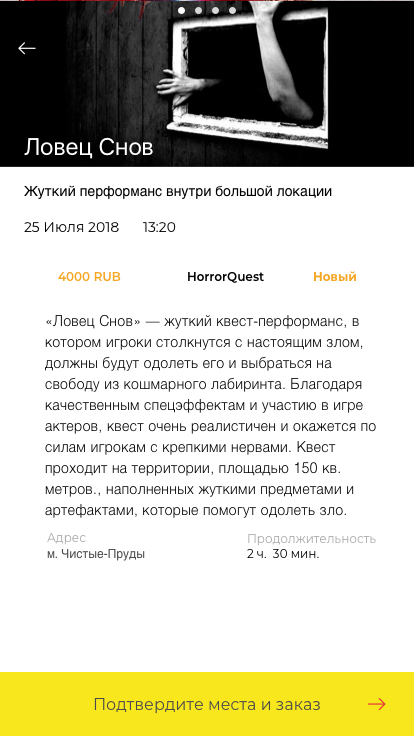 Ловец Снов
Жуткий перформанс внутри большой локации
25 Июля 2018 13:20
4000 RUB HorrorQuest Новый
«Ловец Снов» — жуткий квест-перформанс, в
котором игроки столкнутся с настоящим злом,
должны будут одолеть его и выбраться на
свободу из кошмарного лабиринта. Благодаря
качественным спецэффектам и участию в игре
актеров, квест очень реалистичен и окажется по
силам игрокам с крепкими нервами. Квест
проходит на территории, площадью 150 кв.
метров., наполненных жуткими предметами и
артефактами, которые помогут одолеть зло.
Адрес Продолжительность
м. Чистые-Пруды 2 ч. 30 мин.
Подтвердите места и заказ